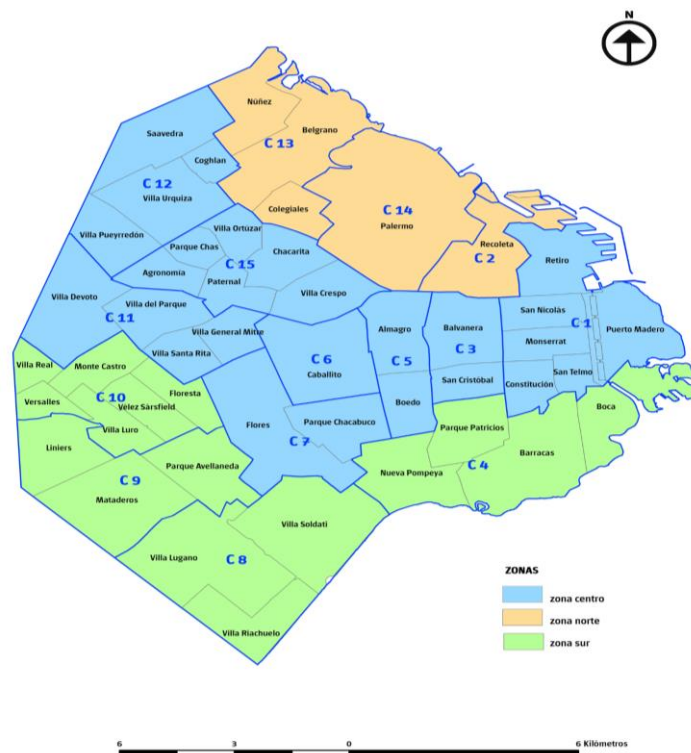 N
Núñez
Saavedra
Belgrano
C 13
Coghlan
C 12
Villa Urquiza
Colegiales
C 14
Palermo
Villa Pueyrredón
Villa Ortúzar
Parque Chas
Chacarita
Recoleta
C 2
Retiro
C 15
Agronomía
Paternal
Villa Crespo
Villa Devoto
Villa del Parque
C 11
San Nicolás
C 1
Puerto Madero
Almagro
Balvanera
Villa General Mitre
Monserrat
C 6
C 5
C 3
Villa Santa Rita
Caballito
Villa Real
Monte Castro
San Telmo
San Cristóbal
Constitución
Versalles
C 10
Floresta
Boedo
Vélez Sársfield
Boca
Flores
Parque Chacabuco
Parque Patricios
Villa Luro
C 7
Liniers
Barracas
Parque Avellaneda
C 4
Nueva Pompeya
C 9
Mataderos
Villa Soldati
Villa Lugano
C 8
Villa Riachuelo
ZONAS
zona centro
zona norte
zona sur
6 3 0 6 Kilómetros